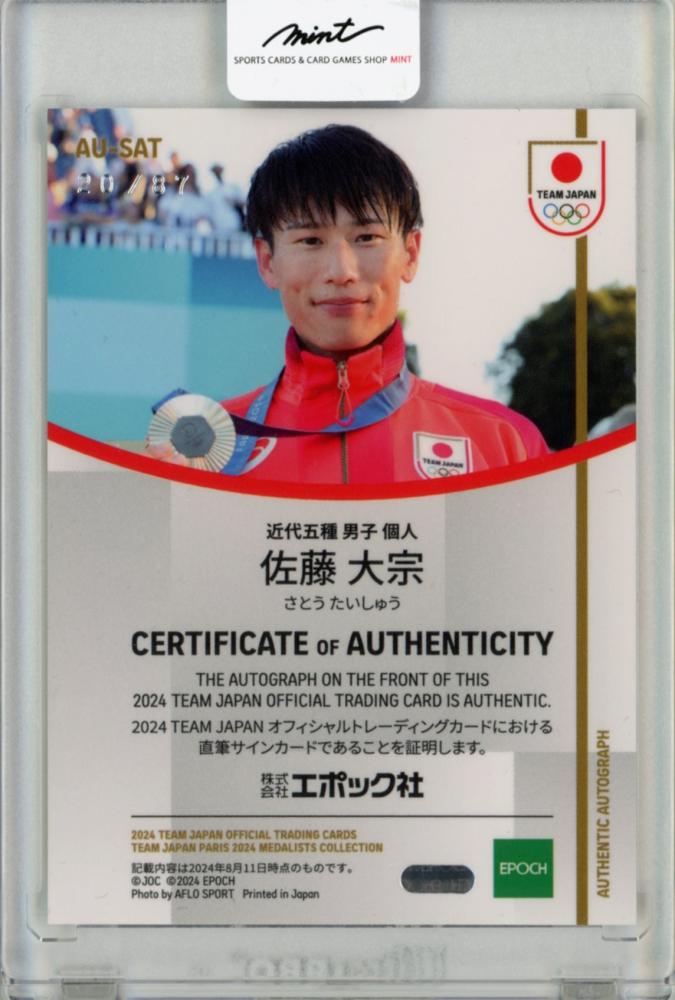 mint
SPORTS CARDS & CARD GAMES SHOP MINT
AU-SAT
20/87
TEAM JAPAN
TEAM JAPAN
近代五種 男子 個人
佐藤 大宗
さとう たいしゅう
CERTIFICATE OF AUTHENTICITY
THE AUTOGRAPH ON THE FRONT OF THIS
2024 TEAM JAPAN OFFICIAL TRADING CARD IS AUTHENTIC.
2024 TEAM JAPAN オフィシャルトレーディングカードにおける
直筆サインカードであることを証明します。
株式会社エポック社
2024 TEAM JAPAN OFFICIAL TRADING CARDS
TEAM JAPAN PARIS 2024 MEDALISTS COLLECTION
記載内容は2024年8月11日時点のものです。
©JOC ©2024 EPOCH
Photo by AFLO SPORT Printed in Japan
EPOCH
AUTHENTIC AUTOGRAPH